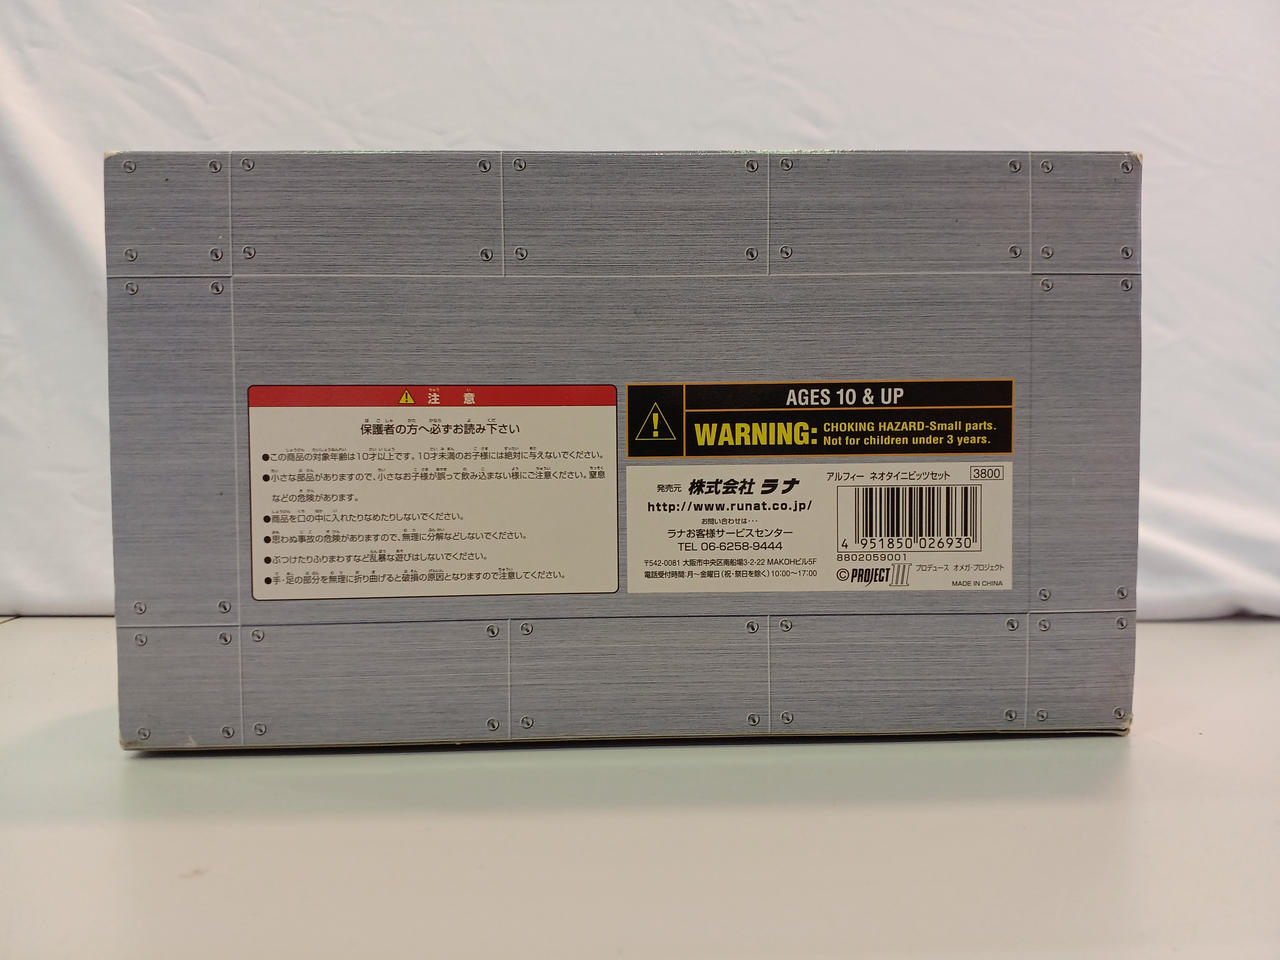 注意
保護者の方へ必ずお読み下さい
●この商品の対象年齢は10才以上です。10才未満のお子様には絶対に与えないでください。
●小さな部品がありますので、小さなお子様が誤って飲み込まない様にご注意ください。窒息
などの危険があります。
●商品を口の中に入れたりなめたりしないでください。
●思わぬ事故の危険がありますので、無理に分解などしないでください。
●ぶつけたりふりまわすなど乱暴な遊びはしないでください。
●手・足の部分を無理に折り曲げると破損の原因となりますので注意してください。
AGES 10 & UP
WARNING: CHOKING HAZARD-Small parts.
Not for children under 3 years.
発売元 株式会社 ラナ
http://www.runat.co.jp/
お問い合わせは・・・
ラナお客様サービスセンター
TEL 06-6258-9444
〒542-0081 大阪市中央区南船場3-2-22 MAKOHビル5F
電話受付時間:月〜金曜日(祝・祭日を除く)10:00〜17:00
アルフィー ネオタイニピッツセット 3800
4 951850 026930
8802059001
© PROJECT III プロデュース オメガ・プロジェクト
MADE IN CHINA